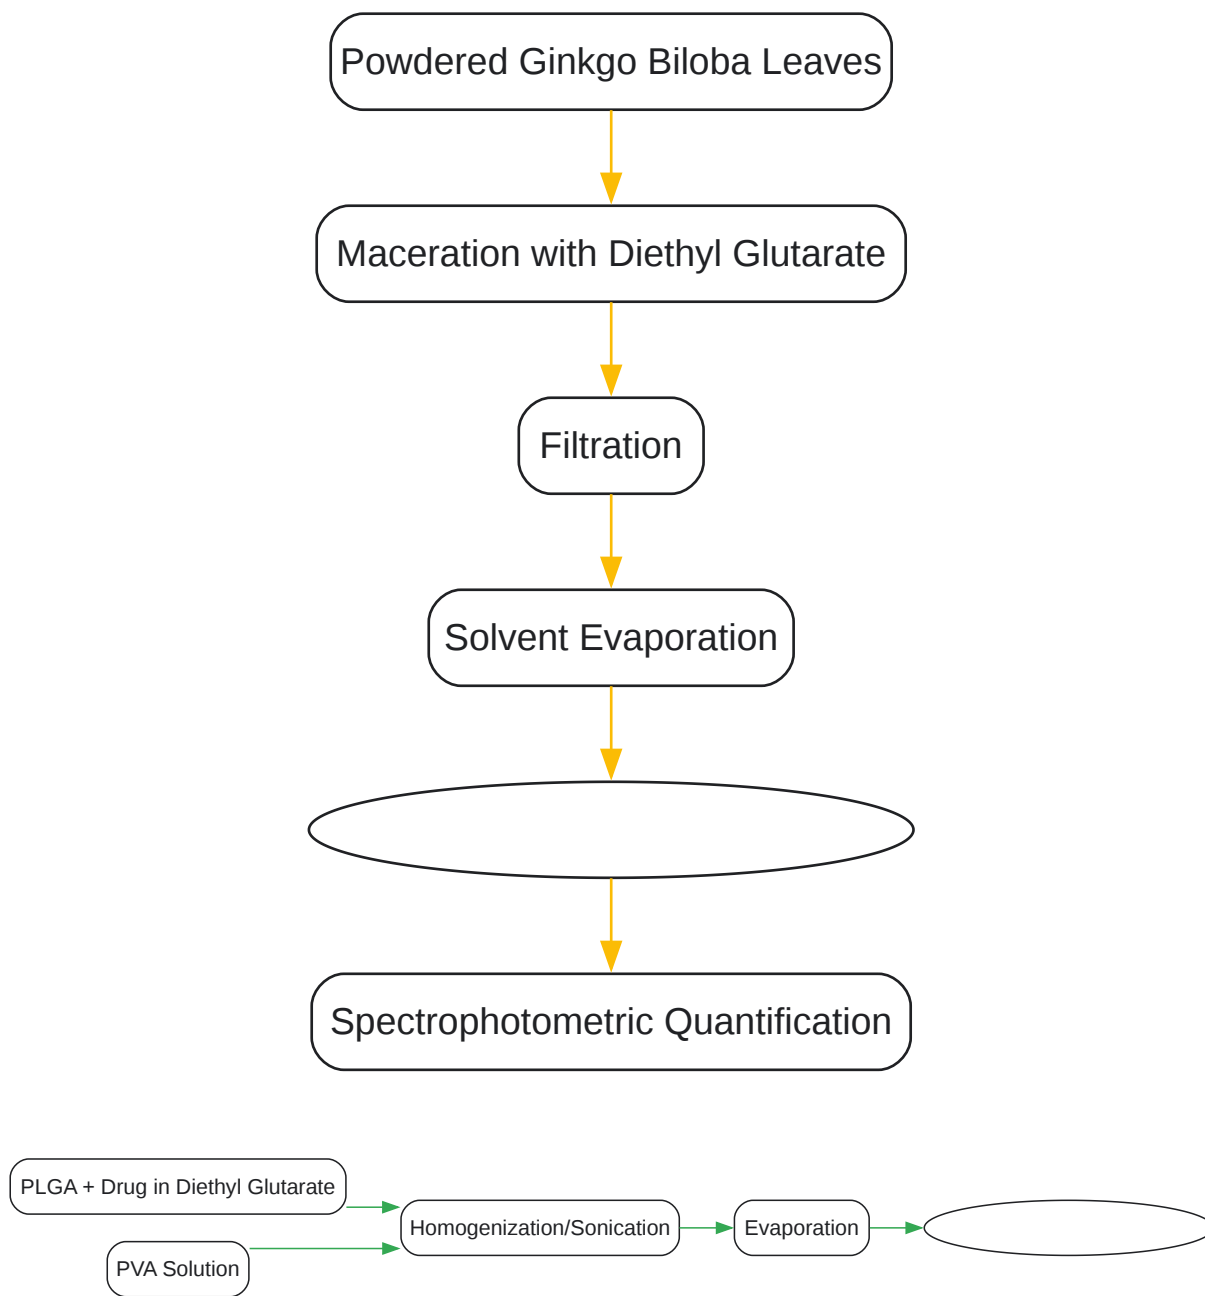 Powdered Ginkgo Biloba Leaves
Maceration with Diethyl Glutarate
Filtration
Solvent Evaporation
Spectrophotometric Quantification
PLGA + Drug in Diethyl Glutarate
PVA Solution
Homogenization/Sonication
Evaporation